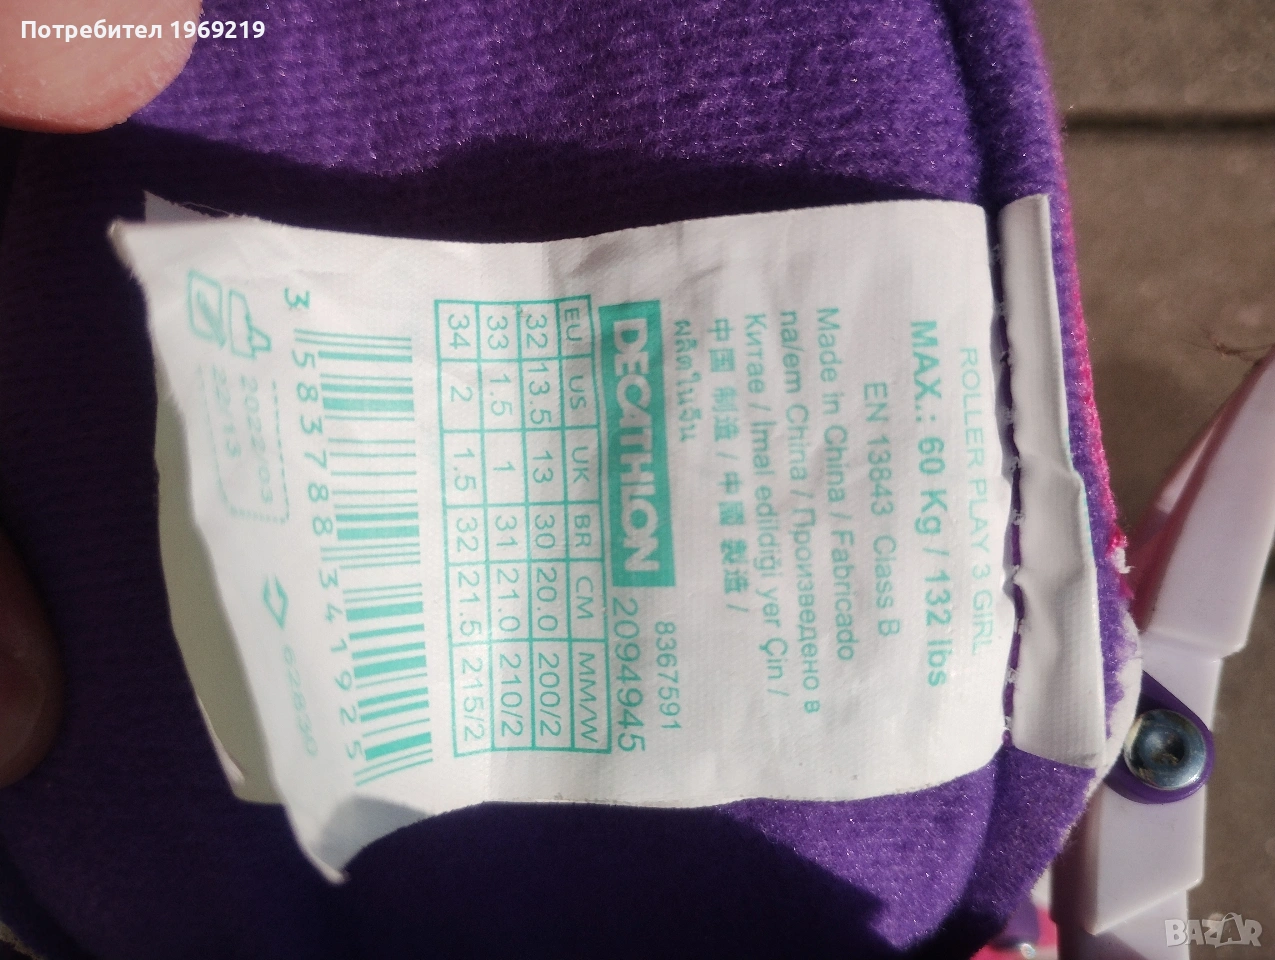 Потребител 1969219
ROLLER PLAY 3 GIRL
MAX.: 60 Kg / 132 lbs
EN 13843 Class B
Made in China / Fabricado
na/em China / Произведено в
Китае / Imal edildiği yer Çin /
中国 制造 / 中國 製造 /
ผลิตในจีน
8367591
DECATHLON 2094945
EU US UK BR CM MM/W
32 13.5 13 30 20.0 200/2
33 1.5 1 31 21.0 210/2
34 2 1.5 32 21.5 215/2
3 583788 341925
2022/03
22/13
BAZAR